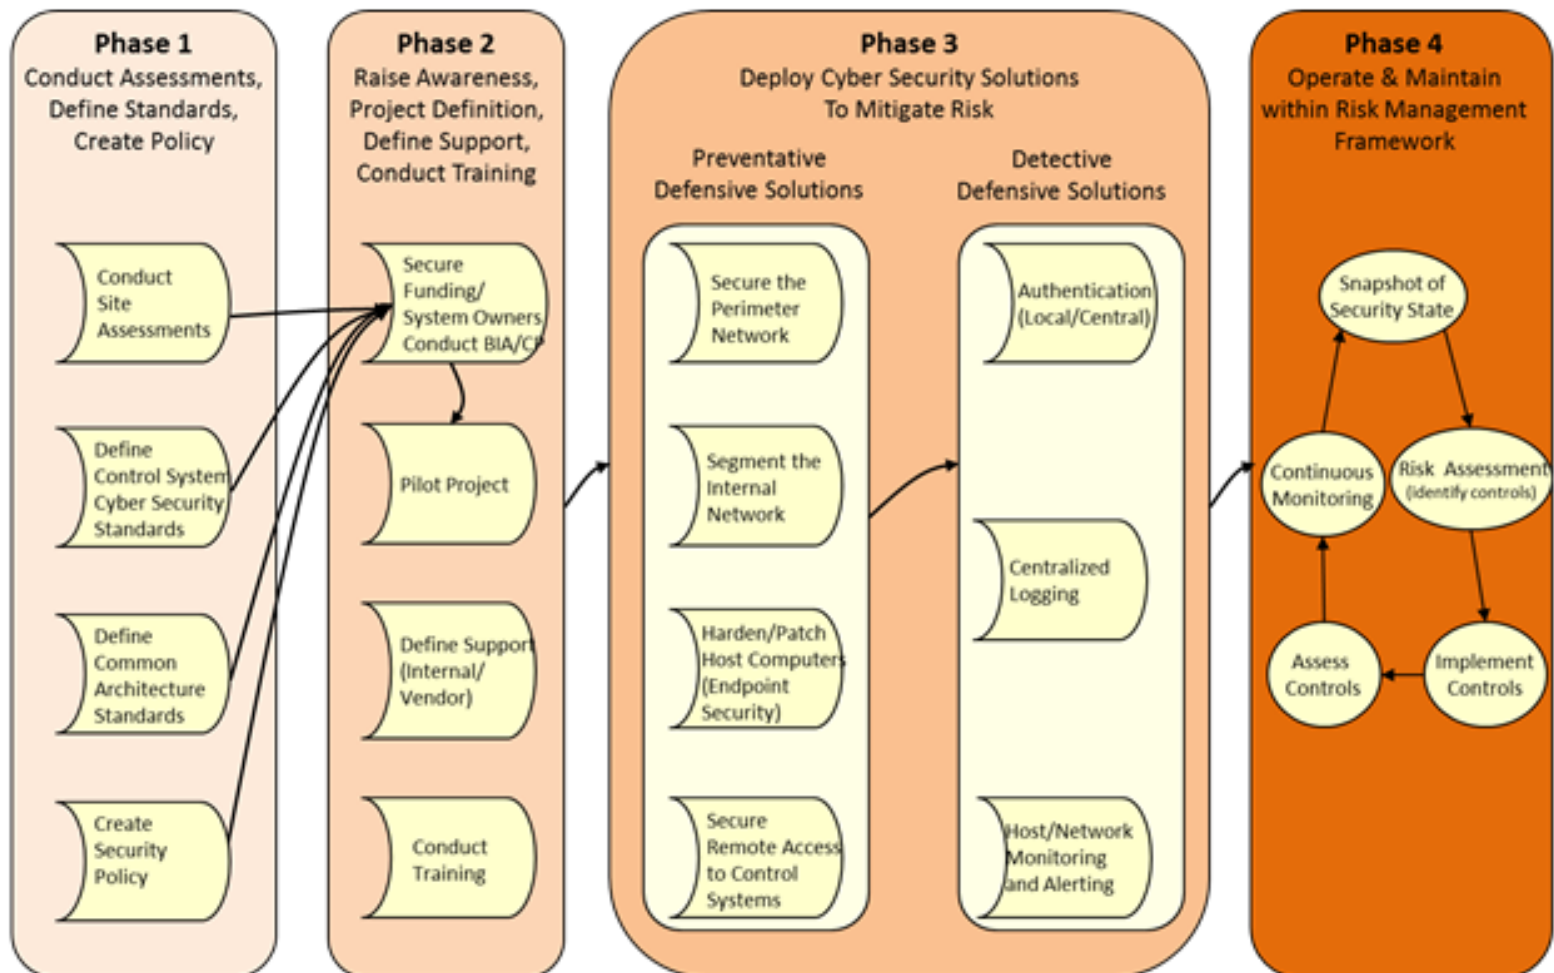 Phase 1
Conduct Assessments,
Define Standards,
Create Policy
Conduct
Site
Assessments
Define
Control System
Cyber Security
Standards
Define
Common
Architecture
Standards
Create
Security
Policy
Phase 2
Raise Awareness,
Project Definition,
Define Support,
Conduct Training
Secure
Funding/
System Owners
Conduct BIA/CP
Pilot Project
Define Support
(Internal/
Vendor)
Conduct
Training
Phase 3
Deploy Cyber Security Solutions
To Mitigate Risk
Preventative
Defensive Solutions
Secure the
Perimeter
Network
Segment the
Internal
Network
Harden/Patch
Host Computers
(Endpoint
Security)
Secure
Remote Access
to Control
Systems
Detective
Defensive Solutions
Authentication
(Local/Central)
Centralized
Logging
Host/Network
Monitoring
and Alerting
Phase 4
Operate & Maintain
within Risk Management
Framework
Snapshot of
Security State
Risk Assessment
(identify controls)
Implement
Controls
Assess
Controls
Continuous
Monitoring